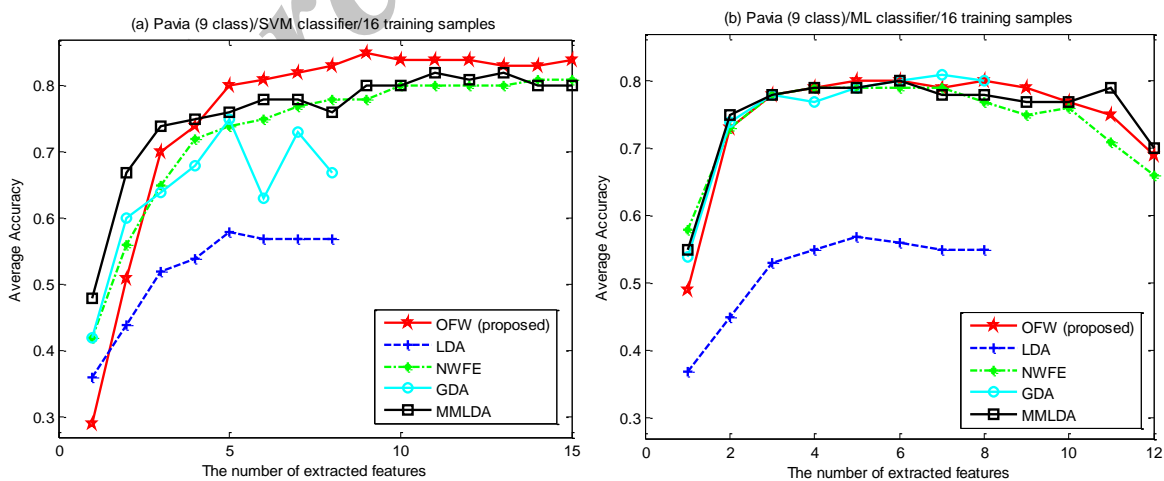 (a) Pavia (9 class)/SVM classifier/16 training samples
Average Accuracy
0.8
0.7
0.6
0.5
0.4
0.3
0
5
10
15
The number of extracted features
OFW (proposed)
LDA
NWFE
GDA
MMLDA
(b) Pavia (9 class)/ML classifier/16 training samples
Average Accuracy
0.8
0.7
0.6
0.5
0.4
0.3
0
2
4
6
8
10
12
The number of extracted features
OFW (proposed)
LDA
NWFE
GDA
MMLDA